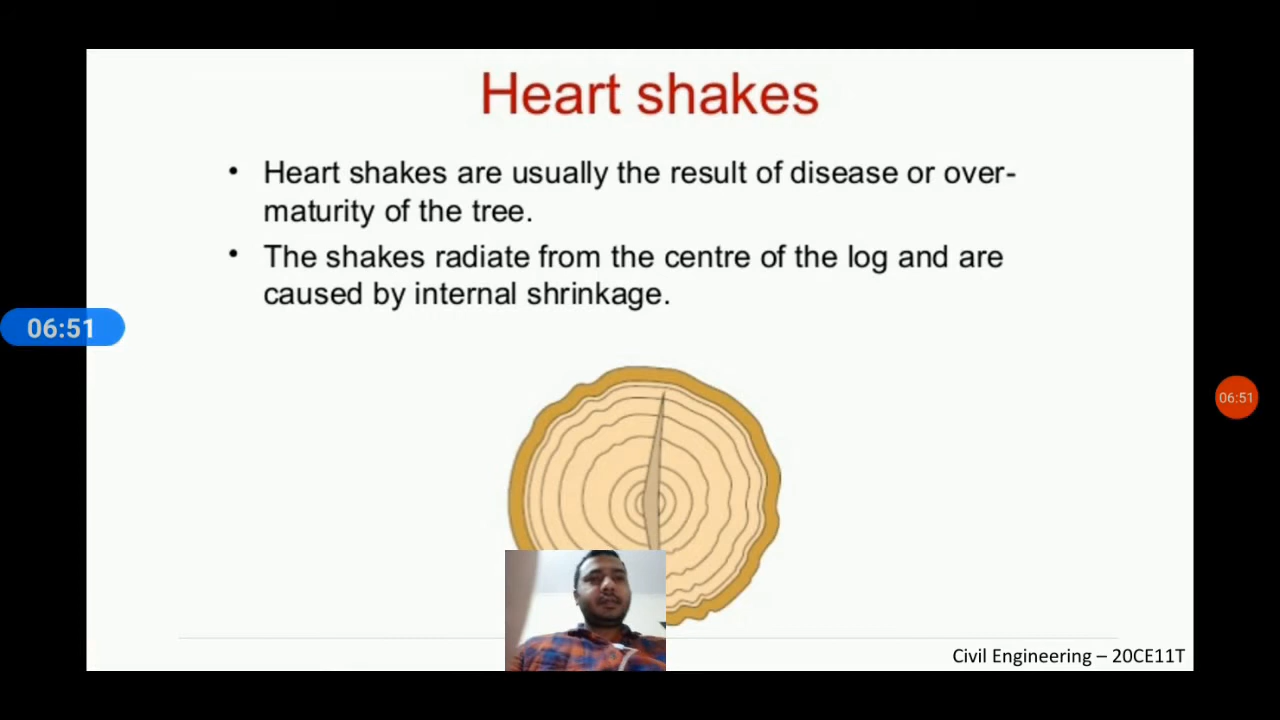 Heart shakes
• Heart shakes are usually the result of disease or over-
maturity of the tree.
• The shakes radiate from the centre of the log and are
caused by internal shrinkage.
06:51
06:51
Civil Engineering – 20CE11T